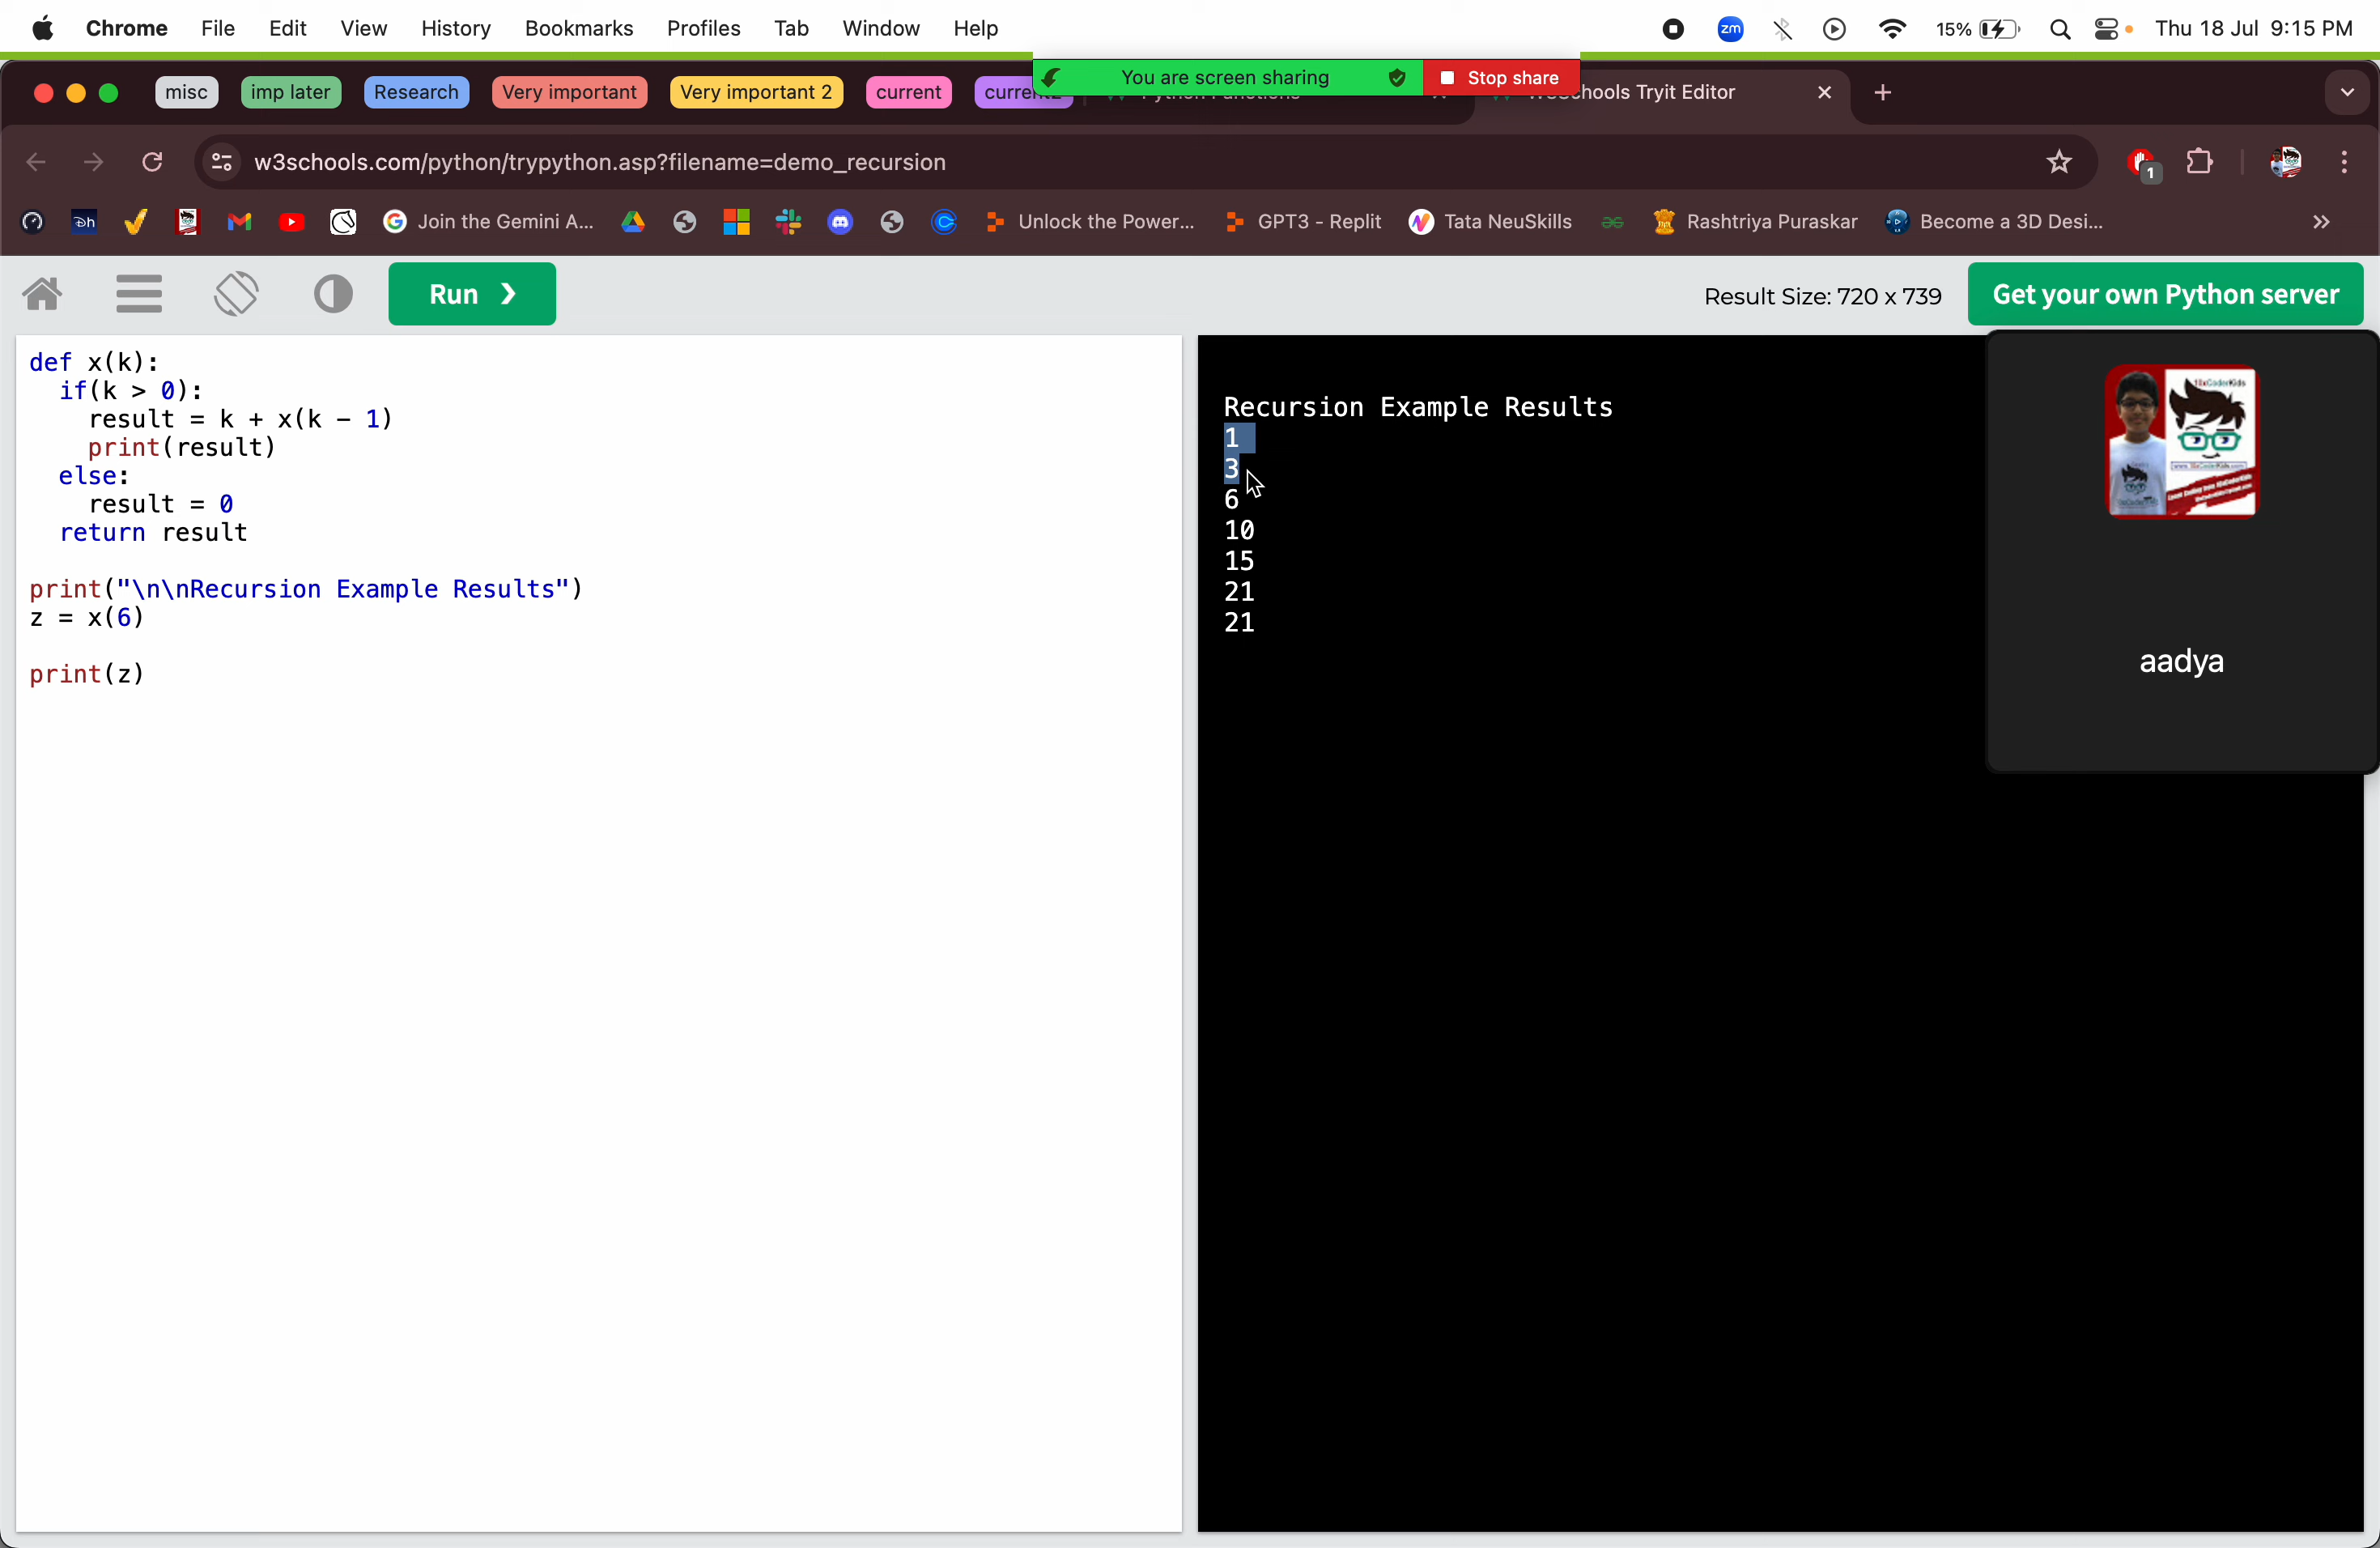 Chrome File Edit View History Bookmarks Profiles Tab Window Help zm 15% Thu 18 Jul 9:15 PM
You are screen sharing Stop share
misc imp later Research Very important Very important 2 current Tryit Editor
w3schools.com/python/trypython.asp?filename=demo_recursion 1
Join the Gemini A... Unlock the Power... GPT3 - Replit Tata NeuSkills Rashtriya Puraskar Become a 3D Desi...
Run ❯ Result Size: 720 x 739 Get your own Python server
def x(k):
if(k > 0):
result = k + x(k - 1)
print(result)
else:
result = 0
return result
print("\n\nRecursion Example Results")
z = x(6)
print(z)
Recursion Example Results
1
3
6
10
15
21
21
10xCoderKids
aadya